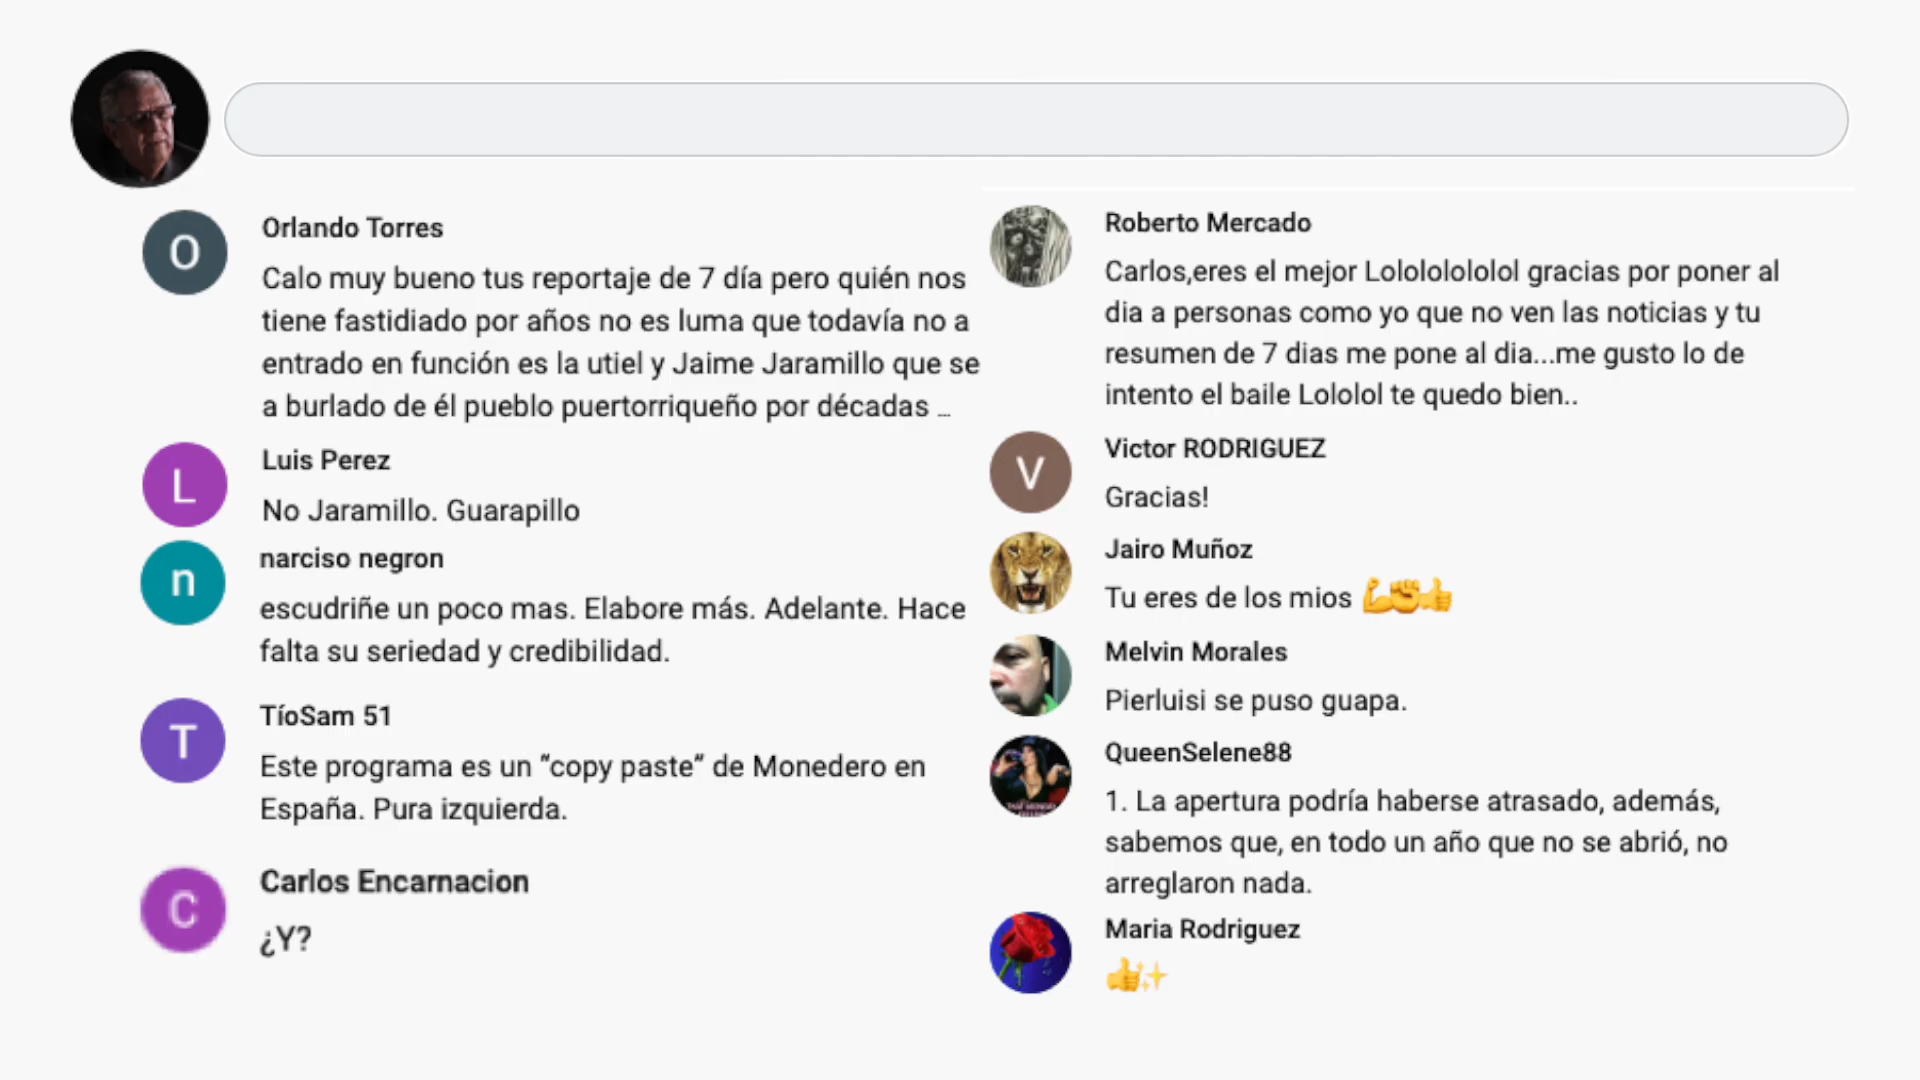 O
Orlando Torres
Calo muy bueno tus reportaje de 7 día pero quién nos
tiene fastidiado por años no es luma que todavía no a
entrado en función es la utiel y Jaime Jaramillo que se
a burlado de él pueblo puertorriqueño por décadas ...
L
Luis Perez
No Jaramillo. Guarapillo
n
narciso negron
escudriñe un poco mas. Elabore más. Adelante. Hace
falta su seriedad y credibilidad.
T
TíoSam 51
Este programa es un “copy paste” de Monedero en
España. Pura izquierda.
C
Carlos Encarnacion
¿Y?
Roberto Mercado
Carlos,eres el mejor Lololololololol gracias por poner al
dia a personas como yo que no ven las noticias y tu
resumen de 7 dias me pone al dia...me gusto lo de
intento el baile Lololol te quedo bien..
V
Victor RODRIGUEZ
Gracias!
Jairo Muñoz
Tu eres de los mios 💪✊👍
Melvin Morales
Pierluisi se puso guapa.
QueenSelene88
1. La apertura podría haberse atrasado, además,
sabemos que, en todo un año que no se abrió, no
arreglaron nada.
Maria Rodriguez
👍✨